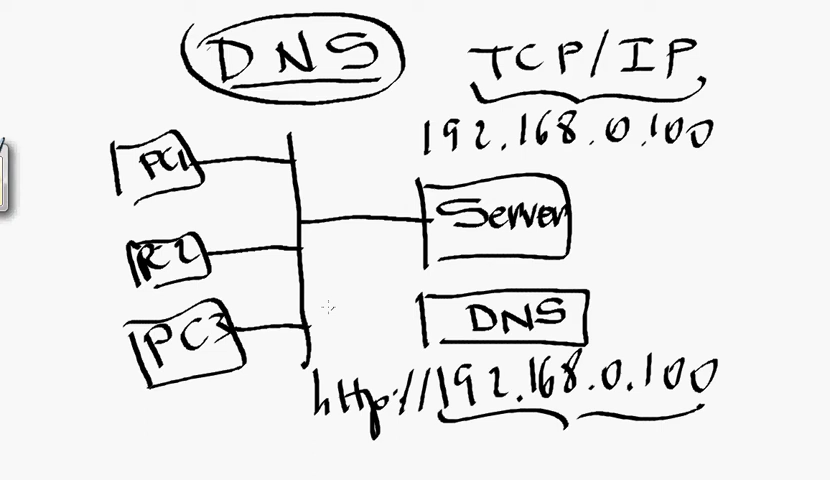 DNS
TCP/IP
192.168.0.100
PC1
Server
PC2
DNS
PC3
http://192.168.0.100